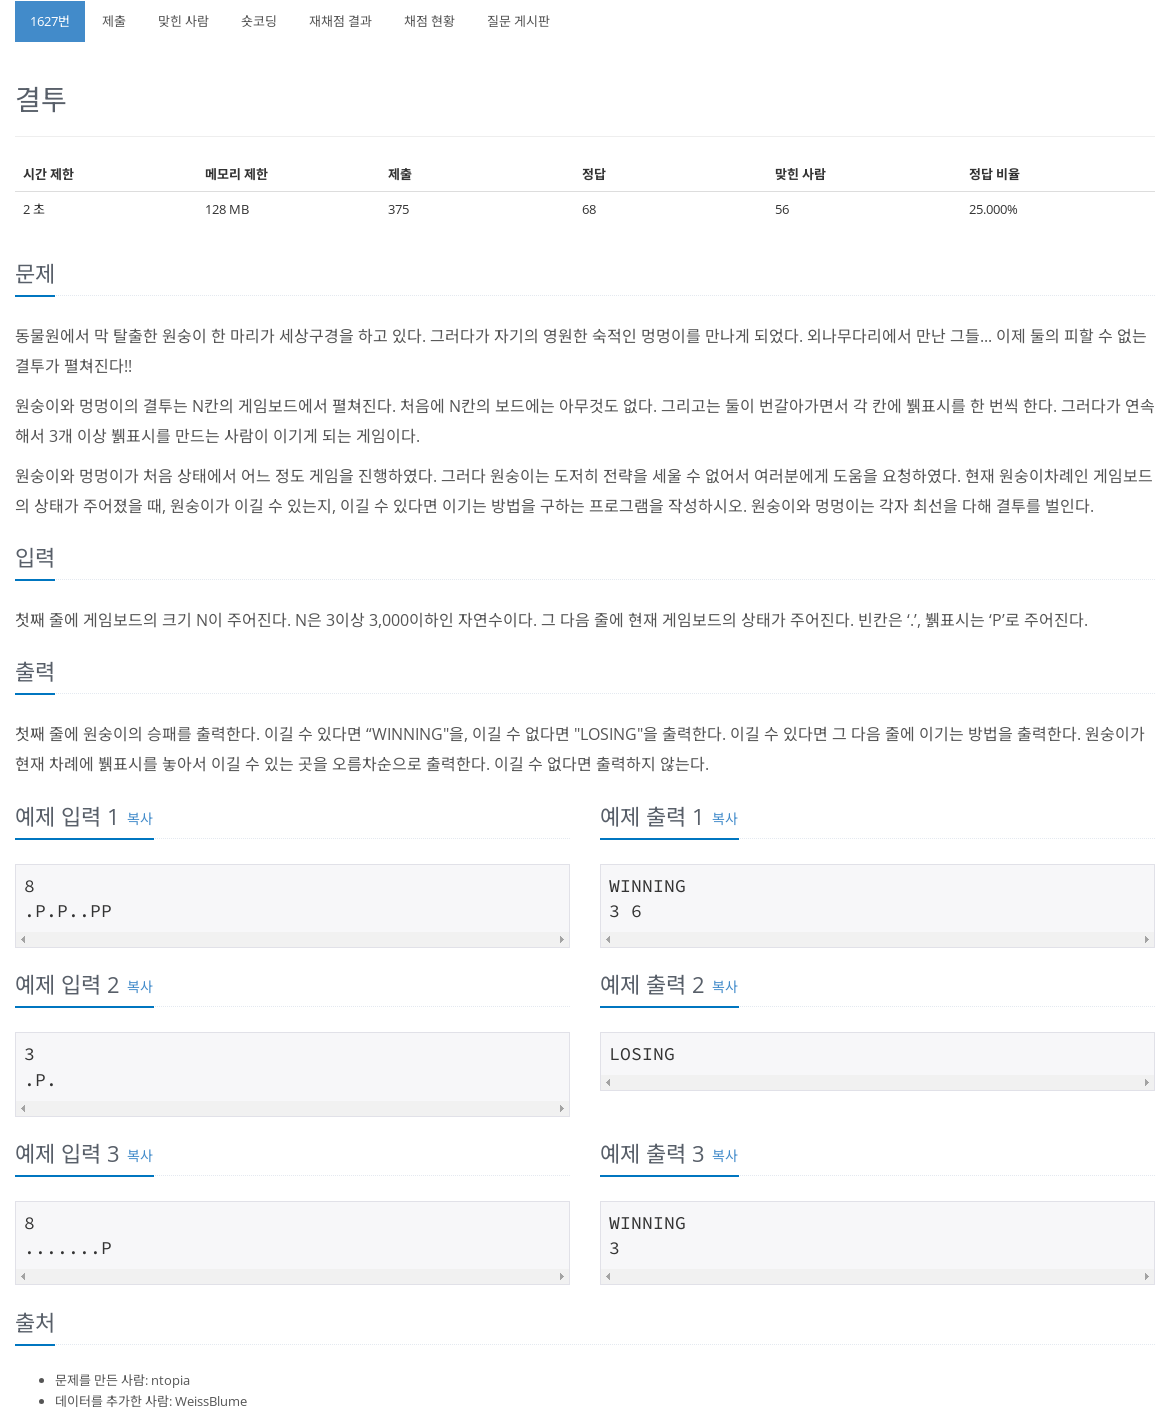 1627번 제출 맞힌 사람 숏코딩 재채점 결과 채점 현황 질문 게시판
결투
시간 제한 메모리 제한 제출 정답 맞힌 사람 정답 비율
2 초 128 MB 375 68 56 25.000%
문제
동물원에서 막 탈출한 원숭이 한 마리가 세상구경을 하고 있다. 그러다가 자기의 영원한 숙적인 멍멍이를 만나게 되었다. 외나무다리에서 만난 그들... 이제 둘의 피할 수 없는
결투가 펼쳐진다!!
원숭이와 멍멍이의 결투는 N칸의 게임보드에서 펼쳐진다. 처음에 N칸의 보드에는 아무것도 없다. 그리고는 둘이 번갈아가면서 각 칸에 뷁표시를 한 번씩 한다. 그러다가 연속
해서 3개 이상 뷁표시를 만드는 사람이 이기게 되는 게임이다.
원숭이와 멍멍이가 처음 상태에서 어느 정도 게임을 진행하였다. 그러다 원숭이는 도저히 전략을 세울 수 없어서 여러분에게 도움을 요청하였다. 현재 원숭이차례인 게임보드
의 상태가 주어졌을 때, 원숭이가 이길 수 있는지, 이길 수 있다면 이기는 방법을 구하는 프로그램을 작성하시오. 원숭이와 멍멍이는 각자 최선을 다해 결투를 벌인다.
입력
첫째 줄에 게임보드의 크기 N이 주어진다. N은 3이상 3,000이하인 자연수이다. 그 다음 줄에 현재 게임보드의 상태가 주어진다. 빈칸은 ‘.’, 뷁표시는 ‘P’로 주어진다.
출력
첫째 줄에 원숭이의 승패를 출력한다. 이길 수 있다면 “WINNING"을, 이길 수 없다면 "LOSING"을 출력한다. 이길 수 있다면 그 다음 줄에 이기는 방법을 출력한다. 원숭이가
현재 차례에 뷁표시를 놓아서 이길 수 있는 곳을 오름차순으로 출력한다. 이길 수 없다면 출력하지 않는다.
예제 입력 1 복사
8
.P.P..PP
예제 출력 1 복사
WINNING
3 6
예제 입력 2 복사
3
.P.
예제 출력 2 복사
LOSING
예제 입력 3 복사
8
.......P
예제 출력 3 복사
WINNING
3
출처
문제를 만든 사람: ntopia
데이터를 추가한 사람: WeissBlume